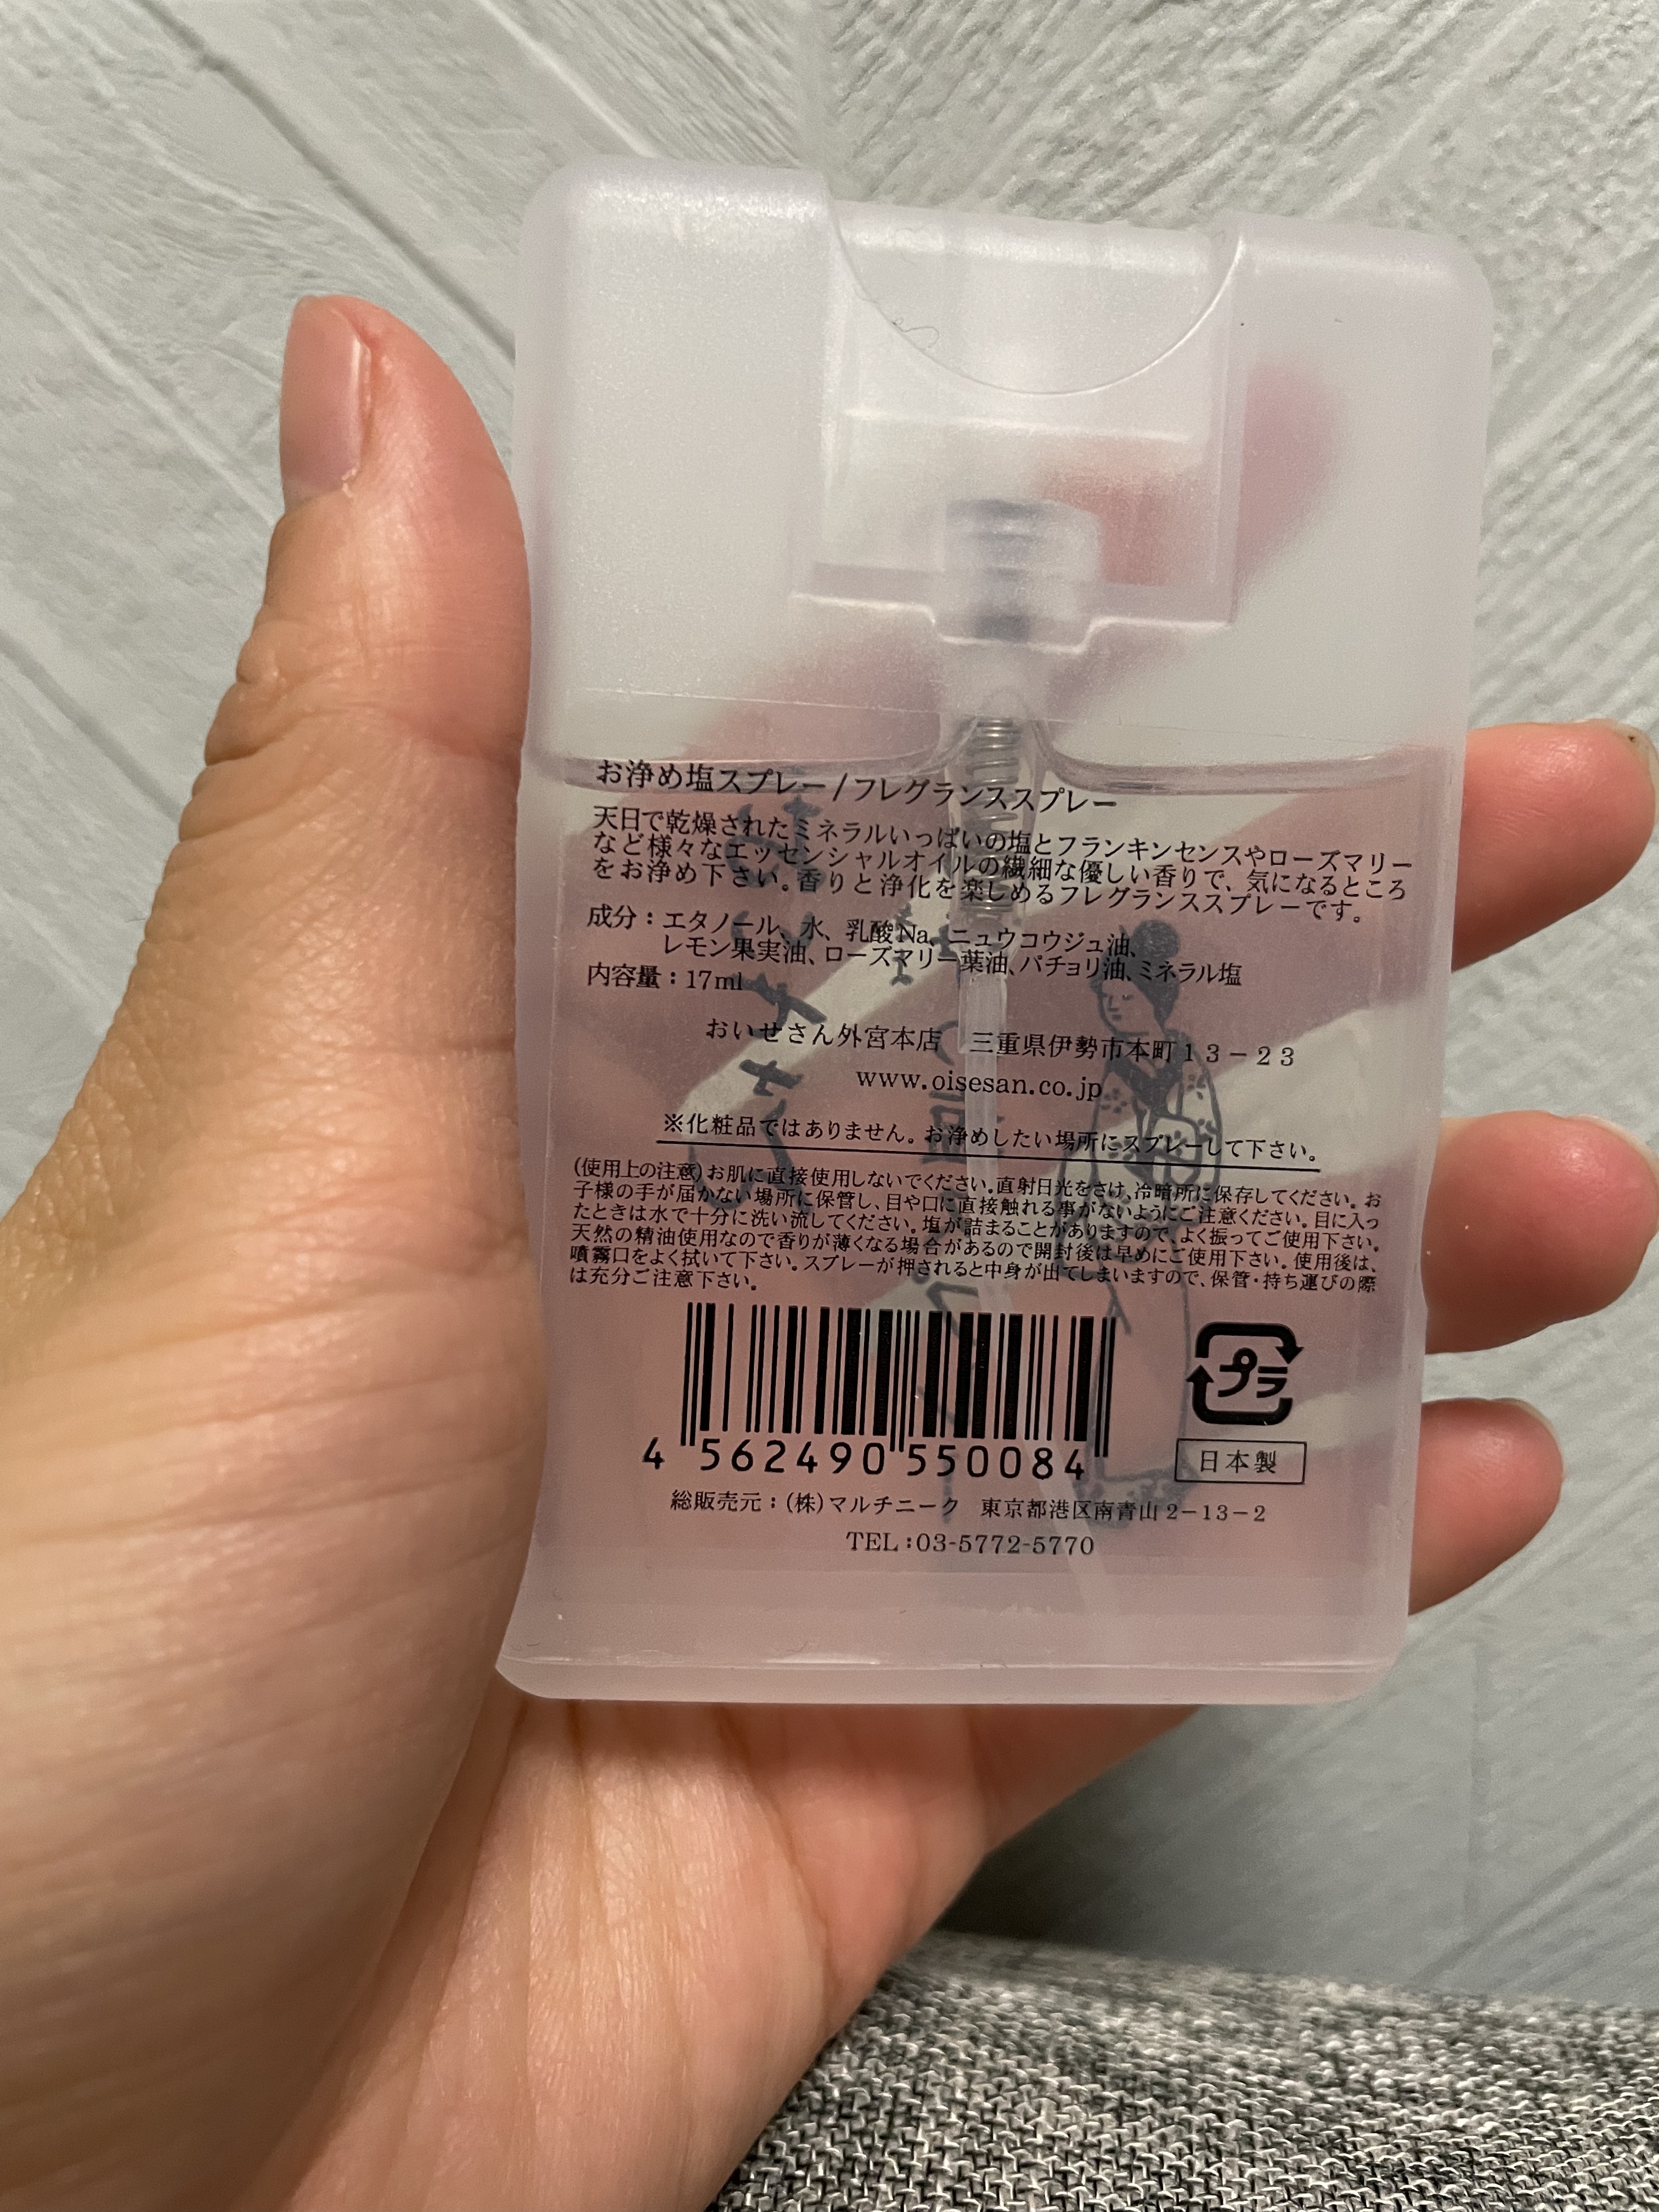 お浄め塩スプレー/フレグランススプレー
天日で乾燥されたミネラルいっぱいの塩とフランキンセンスやローズマリー
など様々なエッセンシャルオイルの繊細な優しい香りで、気になるところ
をお浄め下さい。香りと浄化を楽しめるフレグランススプレーです。
成分：エタノール、水、乳酸Na、ニュウコウジュ油、
レモン果実油、ローズマリー葉油、パチョリ油、ミネラル塩
内容量：17ml
おいせさん外宮本店 三重県伊勢市本町13−23
www.oisesan.co.jp
※化粧品ではありません。お浄めしたい場所にスプレーして下さい。
(使用上の注意)お肌に直接使用しないでください。直射日光をさけ、冷暗所に保存してください。お
子様の手が届かない場所に保管し、目や口に直接触れる事がないようにご注意ください。目に入っ
たときは水で十分に洗い流してください。塩が詰まることがありますので、よく振ってご使用下さい。
天然の精油使用なので香りが薄くなる場合があるので開封後は早めにご使用下さい。使用後は、
噴霧口をよく拭いて下さい。スプレーが押されると中身が出てしまいますので、保管・持ち運びの際
は充分ご注意下さい。
プラ
4 562490 550084
日本製
総販売元：(株)マルチニーク 東京都港区南青山2−13−2
TEL:03-5772-5770